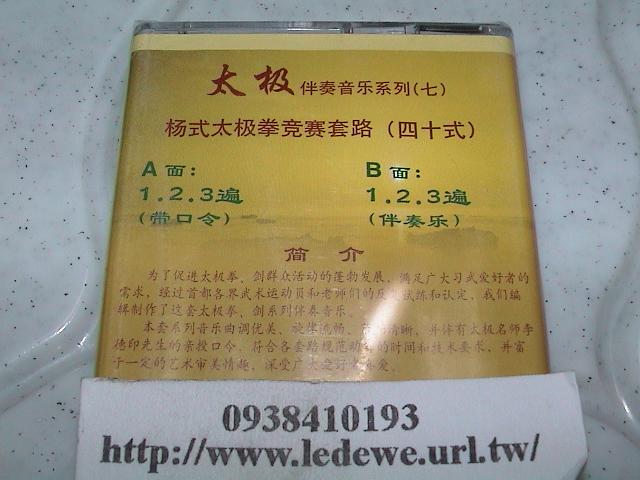 太极 伴奏音乐系列(七)
杨式太极拳竞赛套路（四十式）
A 面：
1.2.3遍
(带口令)
B 面：
1.2.3遍
(伴奏乐)
简 介
为了促进太极拳、剑群众活动的蓬勃发展，满足广大习武爱好者的
需求，经过首都各界武术运动员和老师们的反复试练和认定，我们编
辑制作了这套太极拳、剑系列伴奏音乐。
本套系列音乐曲调优美、旋律流畅、节奏清晰、并伴有太极名师李
德印先生的亲授口令，符合各套路规范动作的时间和技术要求，并富
于一定的艺术审美情趣，深受广大爱好者喜爱。
0938410193
http://www.ledewe.url.tw/